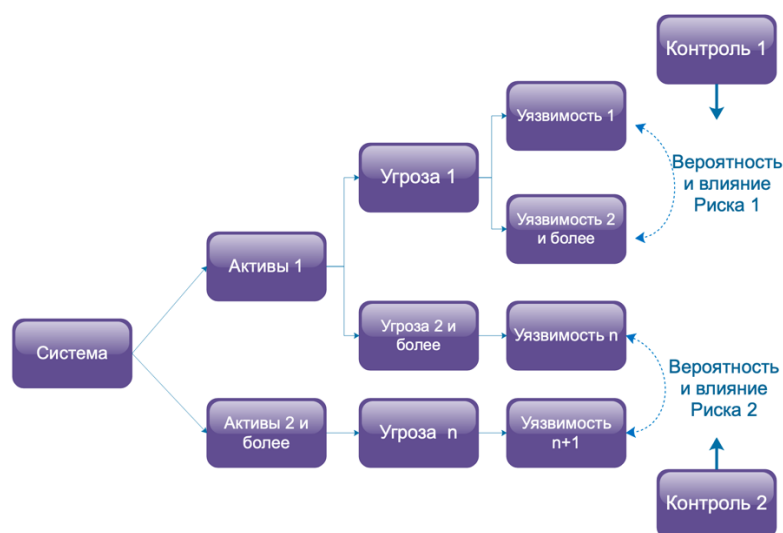 Контроль 1
Уязвимость 1
Угроза 1
Вероятность
и влияние
Риска 1
Уязвимость 2
и более
Активы 1
Угроза 2 и
более
Уязвимость n
Система
Вероятность
и влияние
Риска 2
Активы 2 и
более
Угроза  n
Уязвимость
n+1
Контроль 2